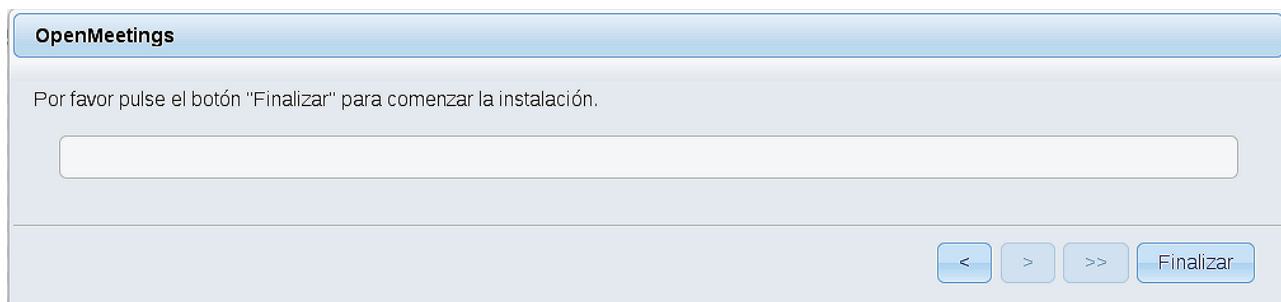 OpenMeetings
Por favor pulse el botón "Finalizar" para comenzar la instalación.
< > >> Finalizar